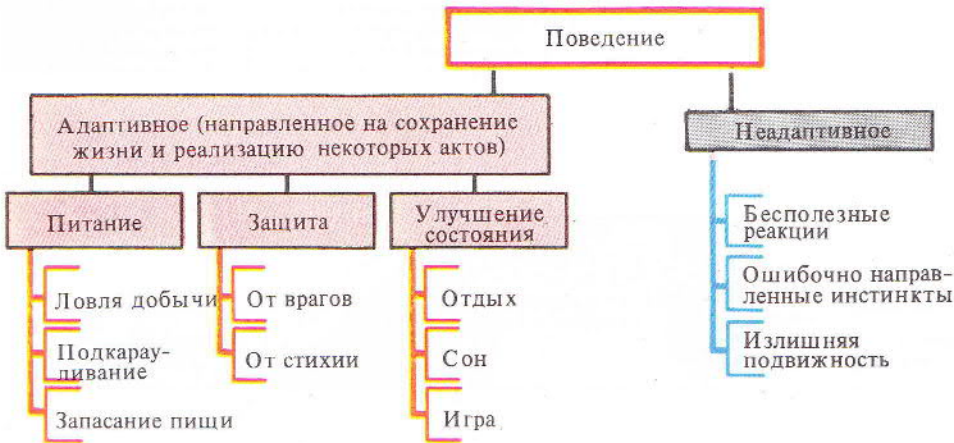 Поведение
Адаптивное (направленное на сохранение
жизни и реализацию некоторых актов)
Неадаптивное
Питание
Защита
Улучшение
состояния
Ловля добычи
Подкарау-
ливание
Запасание пищи
От врагов
От стихии
Отдых
Сон
Игра
Бесполезные
реакции
Ошибочно направ-
ленные инстинкты
Излишняя
подвижность